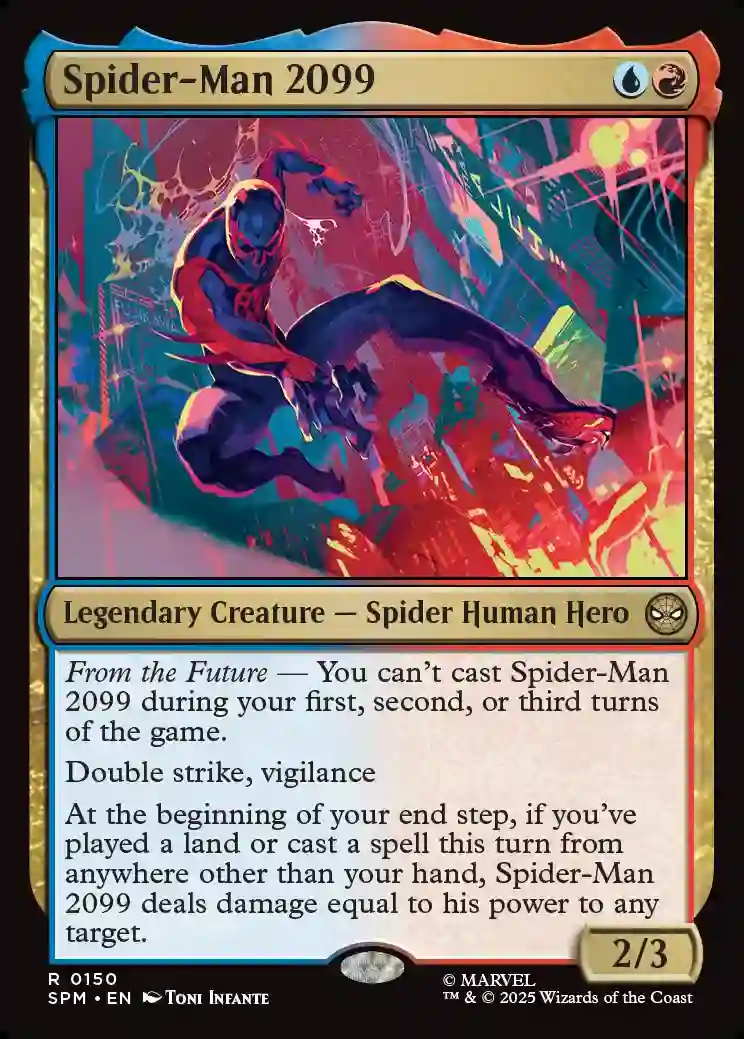 Spider-Man 2099
FUJIKAWA
Legendary Creature — Spider Human Hero
From the Future — You can't cast Spider-Man
2099 during your first, second, or third turns
of the game.
Double strike, vigilance
At the beginning of your end step, if you've
played a land or cast a spell this turn from
anywhere other than your hand, Spider-Man
2099 deals damage equal to his power to any
target.
2/3
R 0150
SPM • EN Toni Infante
© MARVEL
™ & © 2025 Wizards of the Coast